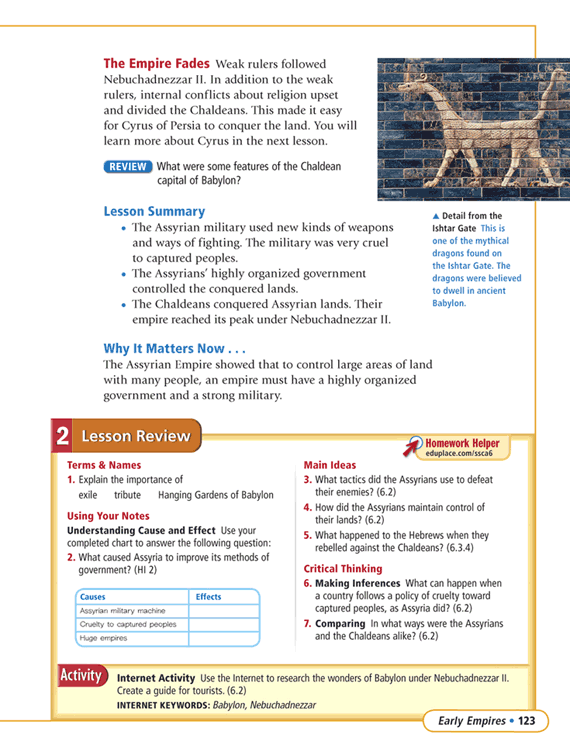 The Empire Fades Weak rulers followed
Nebuchadnezzar II. In addition to the weak
rulers, internal conflicts about religion upset
and divided the Chaldeans. This made it easy
for Cyrus of Persia to conquer the land. You will
learn more about Cyrus in the next lesson.
REVIEW What were some features of the Chaldean
capital of Babylon?
Lesson Summary
• The Assyrian military used new kinds of weapons
and ways of fighting. The military was very cruel
to captured peoples.
• The Assyrians' highly organized government
controlled the conquered lands.
• The Chaldeans conquered Assyrian lands. Their
empire reached its peak under Nebuchadnezzar II.
▲ Detail from the
Ishtar Gate This is
one of the mythical
dragons found on
the Ishtar Gate. The
dragons were believed
to dwell in ancient
Babylon.
Why It Matters Now . . .
The Assyrian Empire showed that to control large areas of land
with many people, an empire must have a highly organized
government and a strong military.
2 Lesson Review
Homework Helper
eduplace.com/ssca6
Terms & Names
1. Explain the importance of
exile tribute Hanging Gardens of Babylon
Using Your Notes
Understanding Cause and Effect Use your
completed chart to answer the following question:
2. What caused Assyria to improve its methods of
government? (HI 2)
Causes Effects
Assyrian military machine
Cruelty to captured peoples
Huge empires
Main Ideas
3. What tactics did the Assyrians use to defeat
their enemies? (6.2)
4. How did the Assyrians maintain control of
their lands? (6.2)
5. What happened to the Hebrews when they
rebelled against the Chaldeans? (6.3.4)
Critical Thinking
6. Making Inferences What can happen when
a country follows a policy of cruelty toward
captured peoples, as Assyria did? (6.2)
7. Comparing In what ways were the Assyrians
and the Chaldeans alike? (6.2)
Activity
Internet Activity Use the Internet to research the wonders of Babylon under Nebuchadnezzar II.
Create a guide for tourists. (6.2)
INTERNET KEYWORDS: Babylon, Nebuchadnezzar
Early Empires • 123